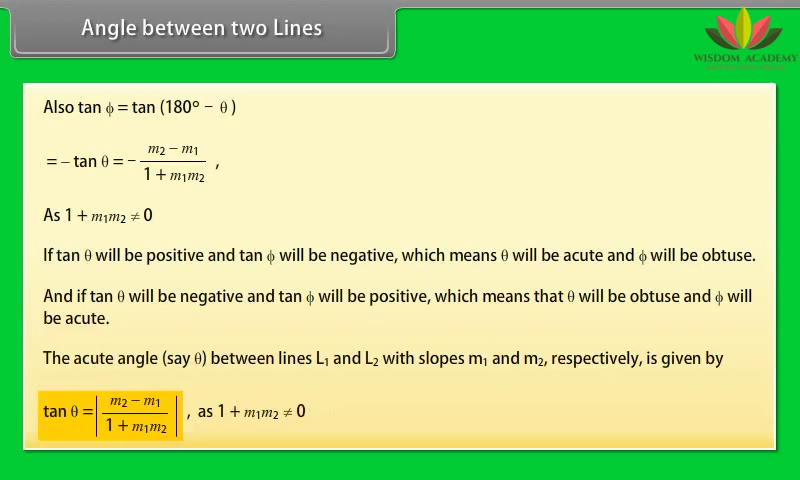 Angle between two Lines
WISDOM ACADEMY
Also tan ϕ = tan (180° − θ )
= − tan θ = − (m₂ − m₁)/(1 + m₁m₂) ,
As 1 + m₁m₂ ≠ 0
If tan θ will be positive and tan ϕ will be negative, which means θ will be acute and ϕ will be obtuse.
And if tan θ will be negative and tan ϕ will be positive, which means that θ will be obtuse and ϕ will
be acute.
The acute angle (say θ) between lines L₁ and L₂ with slopes m₁ and m₂, respectively, is given by
tan θ = |(m₂ − m₁)/(1 + m₁m₂)| , as 1 + m₁m₂ ≠ 0